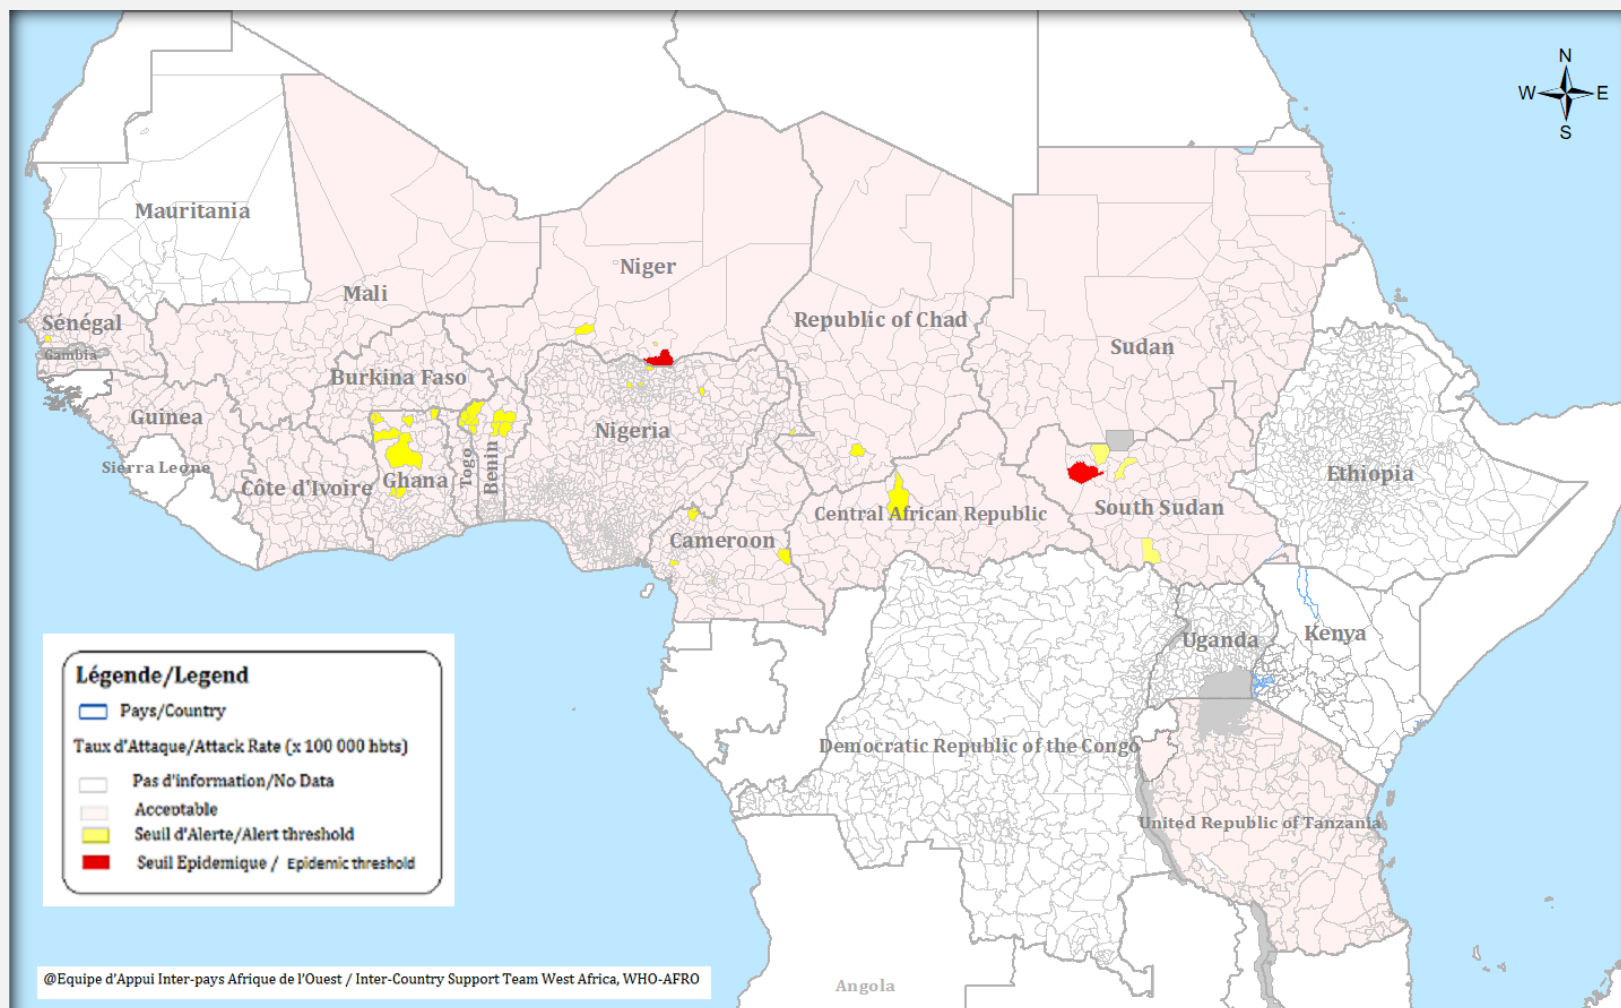 N
W E
S
Mauritania
Niger
Mali
Sénégal
Republic of Chad
Sudan
Gambia
Burkina Faso
Guinea
Nigeria
Sierra Leone
Côte d'Ivoire
Ghana
Togo
Benin
Ethiopia
Central African Republic
South Sudan
Cameroon
Uganda
Kenya
Democratic Republic of the Congo
United Republic of Tanzania
Angola
Légende/Legend
Pays/Country
Taux d'Attaque/Attack Rate (x 100 000 hbts)
Pas d'information/No Data
Acceptable
Seuil d'Alerte/Alert threshold
Seuil Epidemique / Epidemic threshold
@Equipe d'Appui Inter-pays Afrique de l'Ouest / Inter-Country Support Team West Africa, WHO-AFRO